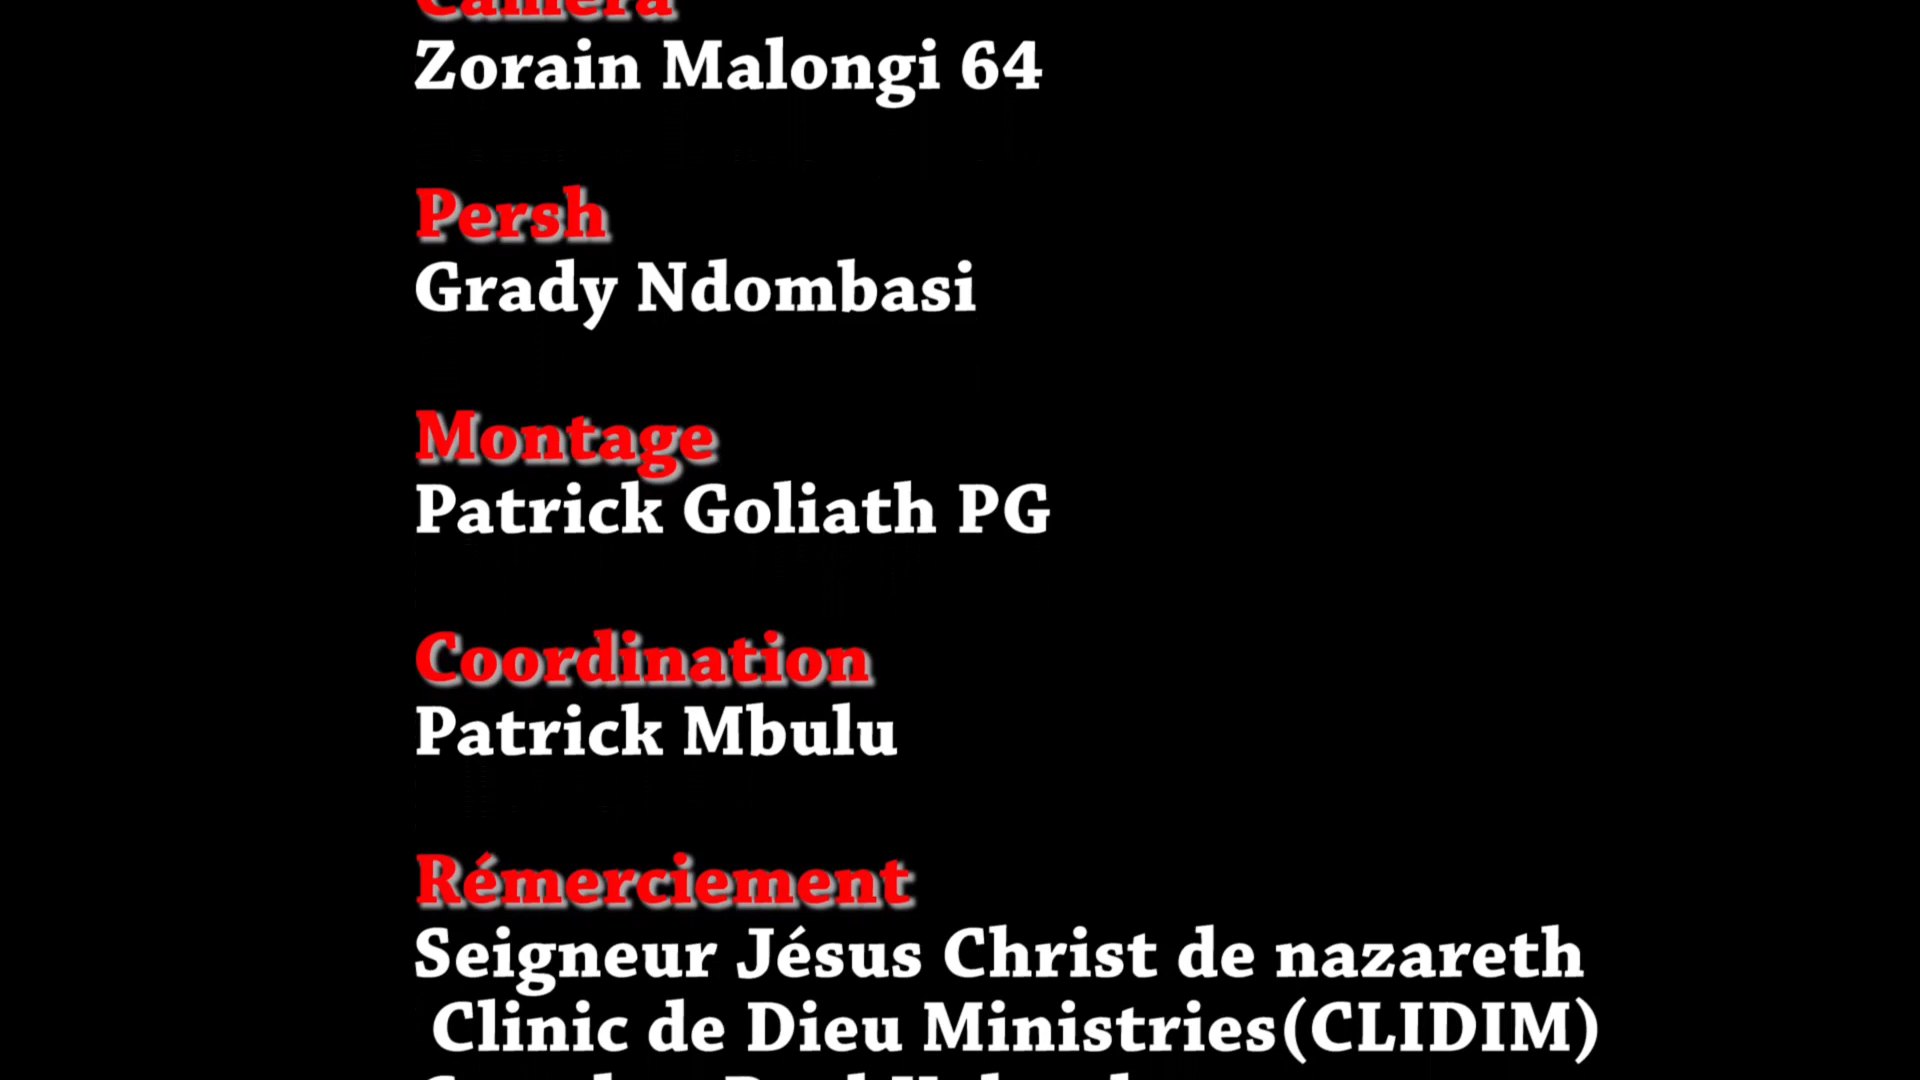 Camera
Zorain Malongi 64
Persh
Grady Ndombasi
Montage
Patrick Goliath PG
Coordination
Patrick Mbulu
Rémerciement
Seigneur Jésus Christ de nazareth
Clinic de Dieu Ministries(CLIDIM)